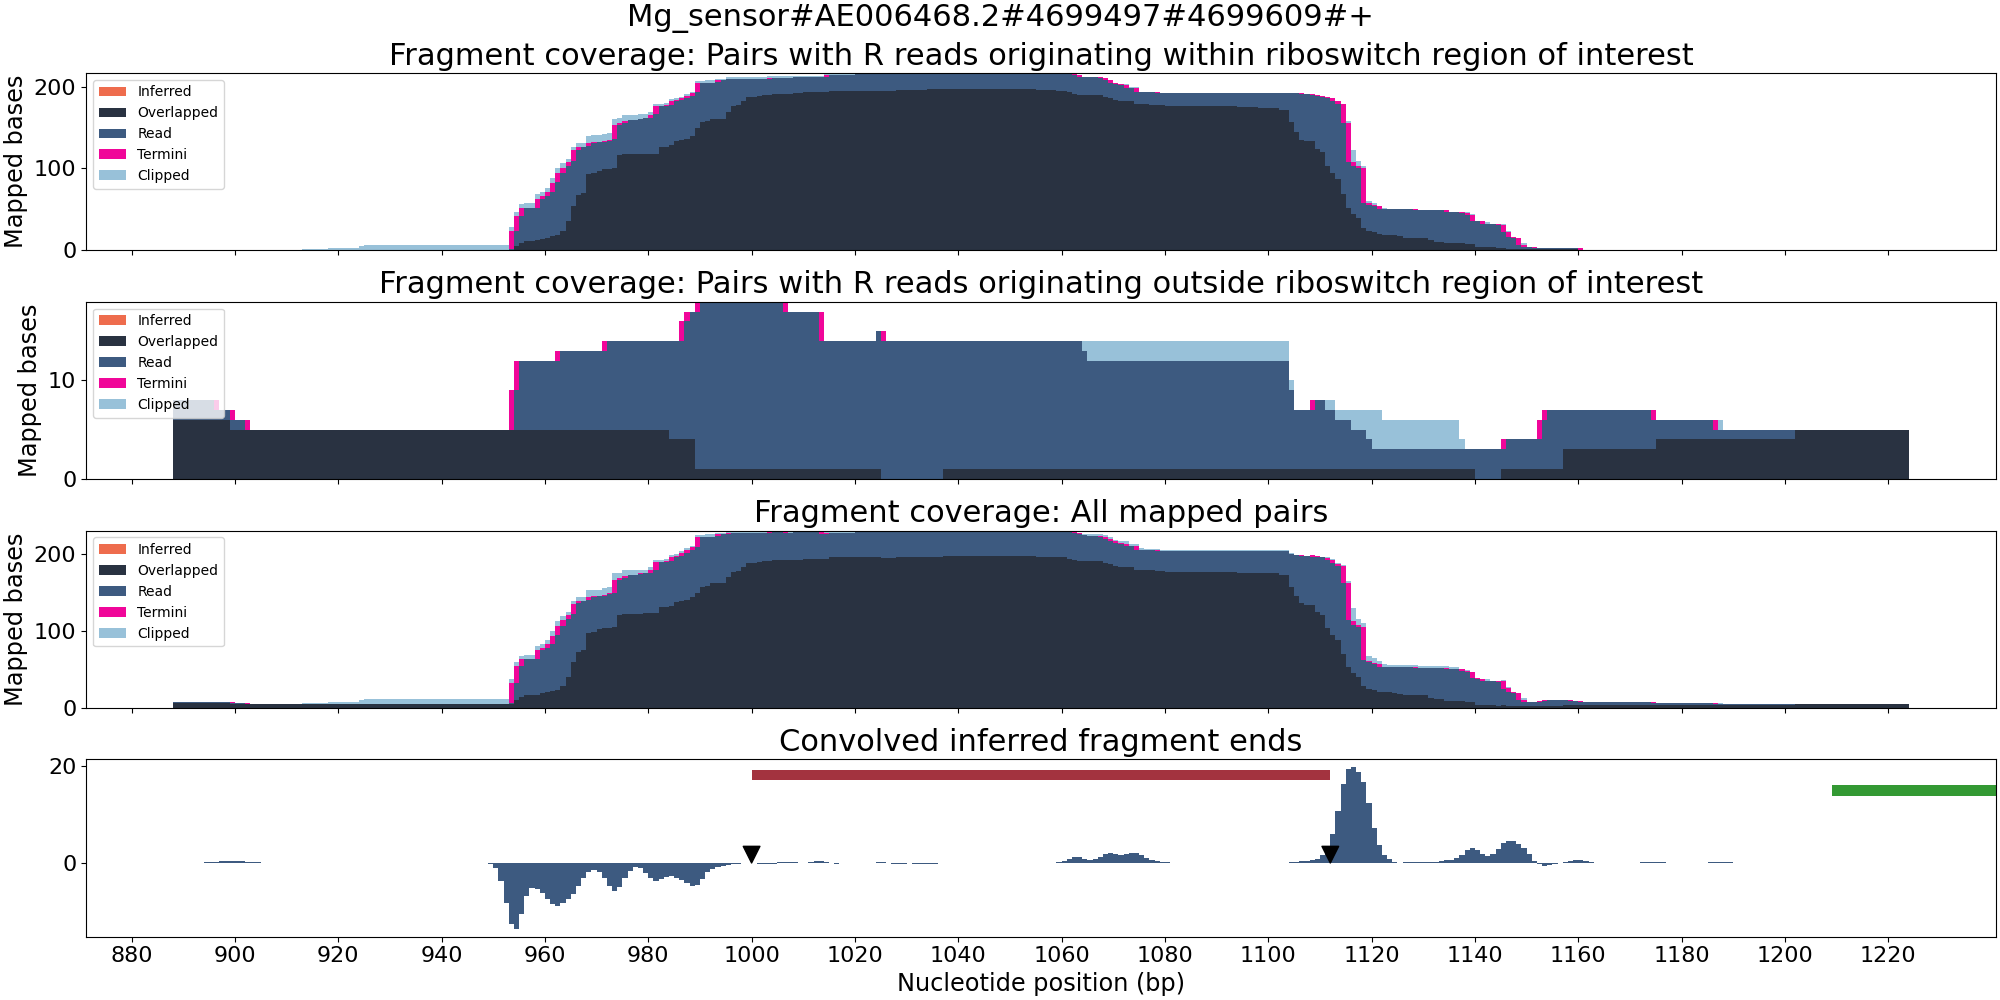 Mg_sensor#AE006468.2#4699497#4699609#+
Fragment coverage: Pairs with R reads originating within riboswitch region of interest
Mapped bases
200
100
0
Inferred
Overlapped
Read
Termini
Clipped
Fragment coverage: Pairs with R reads originating outside riboswitch region of interest
Mapped bases
10
0
Inferred
Overlapped
Read
Termini
Clipped
Fragment coverage: All mapped pairs
Mapped bases
200
100
0
Inferred
Overlapped
Read
Termini
Clipped
Convolved inferred fragment ends
20
0
880 900 920 940 960 980 1000 1020 1040 1060 1080 1100 1120 1140 1160 1180 1200 1220
Nucleotide position (bp)